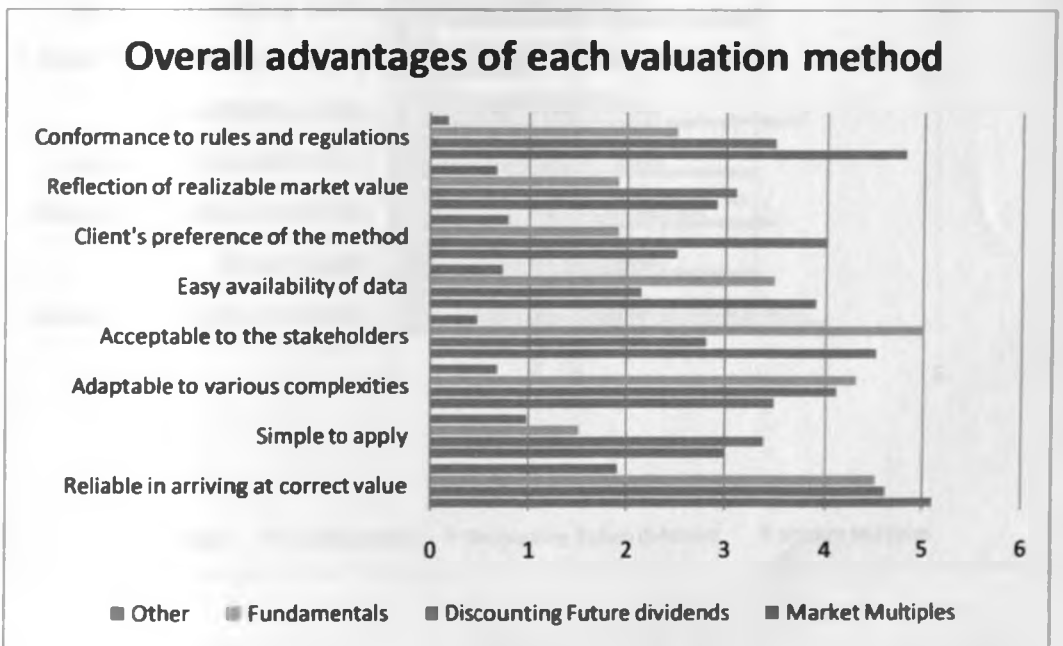 Overall advantages of each valuation method
Conformance to rules and regulations
Reflection of realizable market value
Client's preference of the method
Easy availability of data
Acceptable to the stakeholders
Adaptable to various complexities
Simple to apply
Reliable in arriving at correct value
0 1 2 3 4 5 6
Other Fundamentals Discounting Future dividends Market Multiples